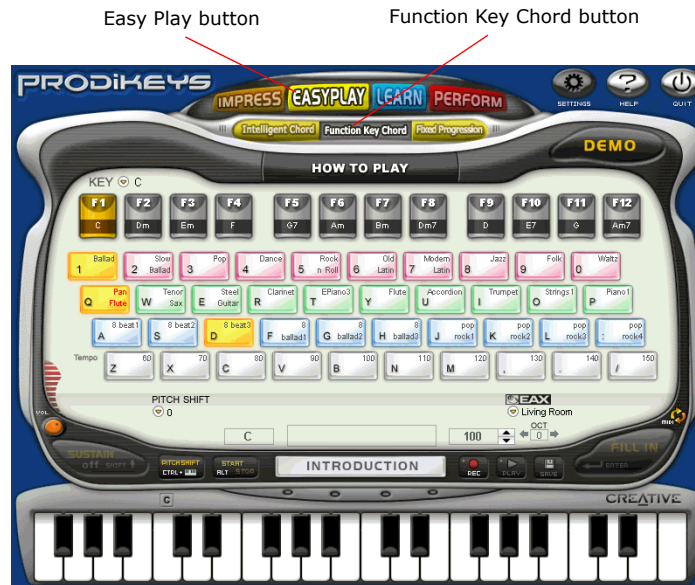 Easy Play button Function Key Chord button
PRODIKEYS
IMPRESS EASYPLAY LEARN PERFORM
SETTINGS HELP QUIT
Intelligent Chord Function Key Chord Fixed Progression
DEMO
HOW TO PLAY
KEY C
F1 F2 F3 F4 F5 F6 F7 F8 F9 F10 F11 F12
C Dm Em F G7 Am Bm Dm7 D E7 G Am7
1 Ballad 2 Slow Ballad 3 Pop 4 Dance 5 Rock n Roll 6 Old Latin 7 Modern Latin 8 Jazz 9 Folk 0 Waltz
Q Pan Flute W Tenor Sax E Steel Guitar R Clarinet T EPiano3 Y Flute U Accordion I Trumpet O Strings1 P Piano1
A 8 beat1 S 8 beat2 D 8 beat3 F 8 ballad1 G 8 ballad2 H 8 ballad3 J pop rock1 K pop rock2 L pop rock3 : pop rock4
Tempo Z 60 X 70 C 80 V 90 B 100 N 110 M 120 , 130 . 140 / 150
PITCH SHIFT EAX
0 Living Room
VOL MIDI
C 100 OCT 0
SUSTAIN off SHIFT
PITCHSHIFT CTRL+
START ALT STOP
INTRODUCTION
REC PLAY SAVE
FILL IN ENTER
C CREATIVE